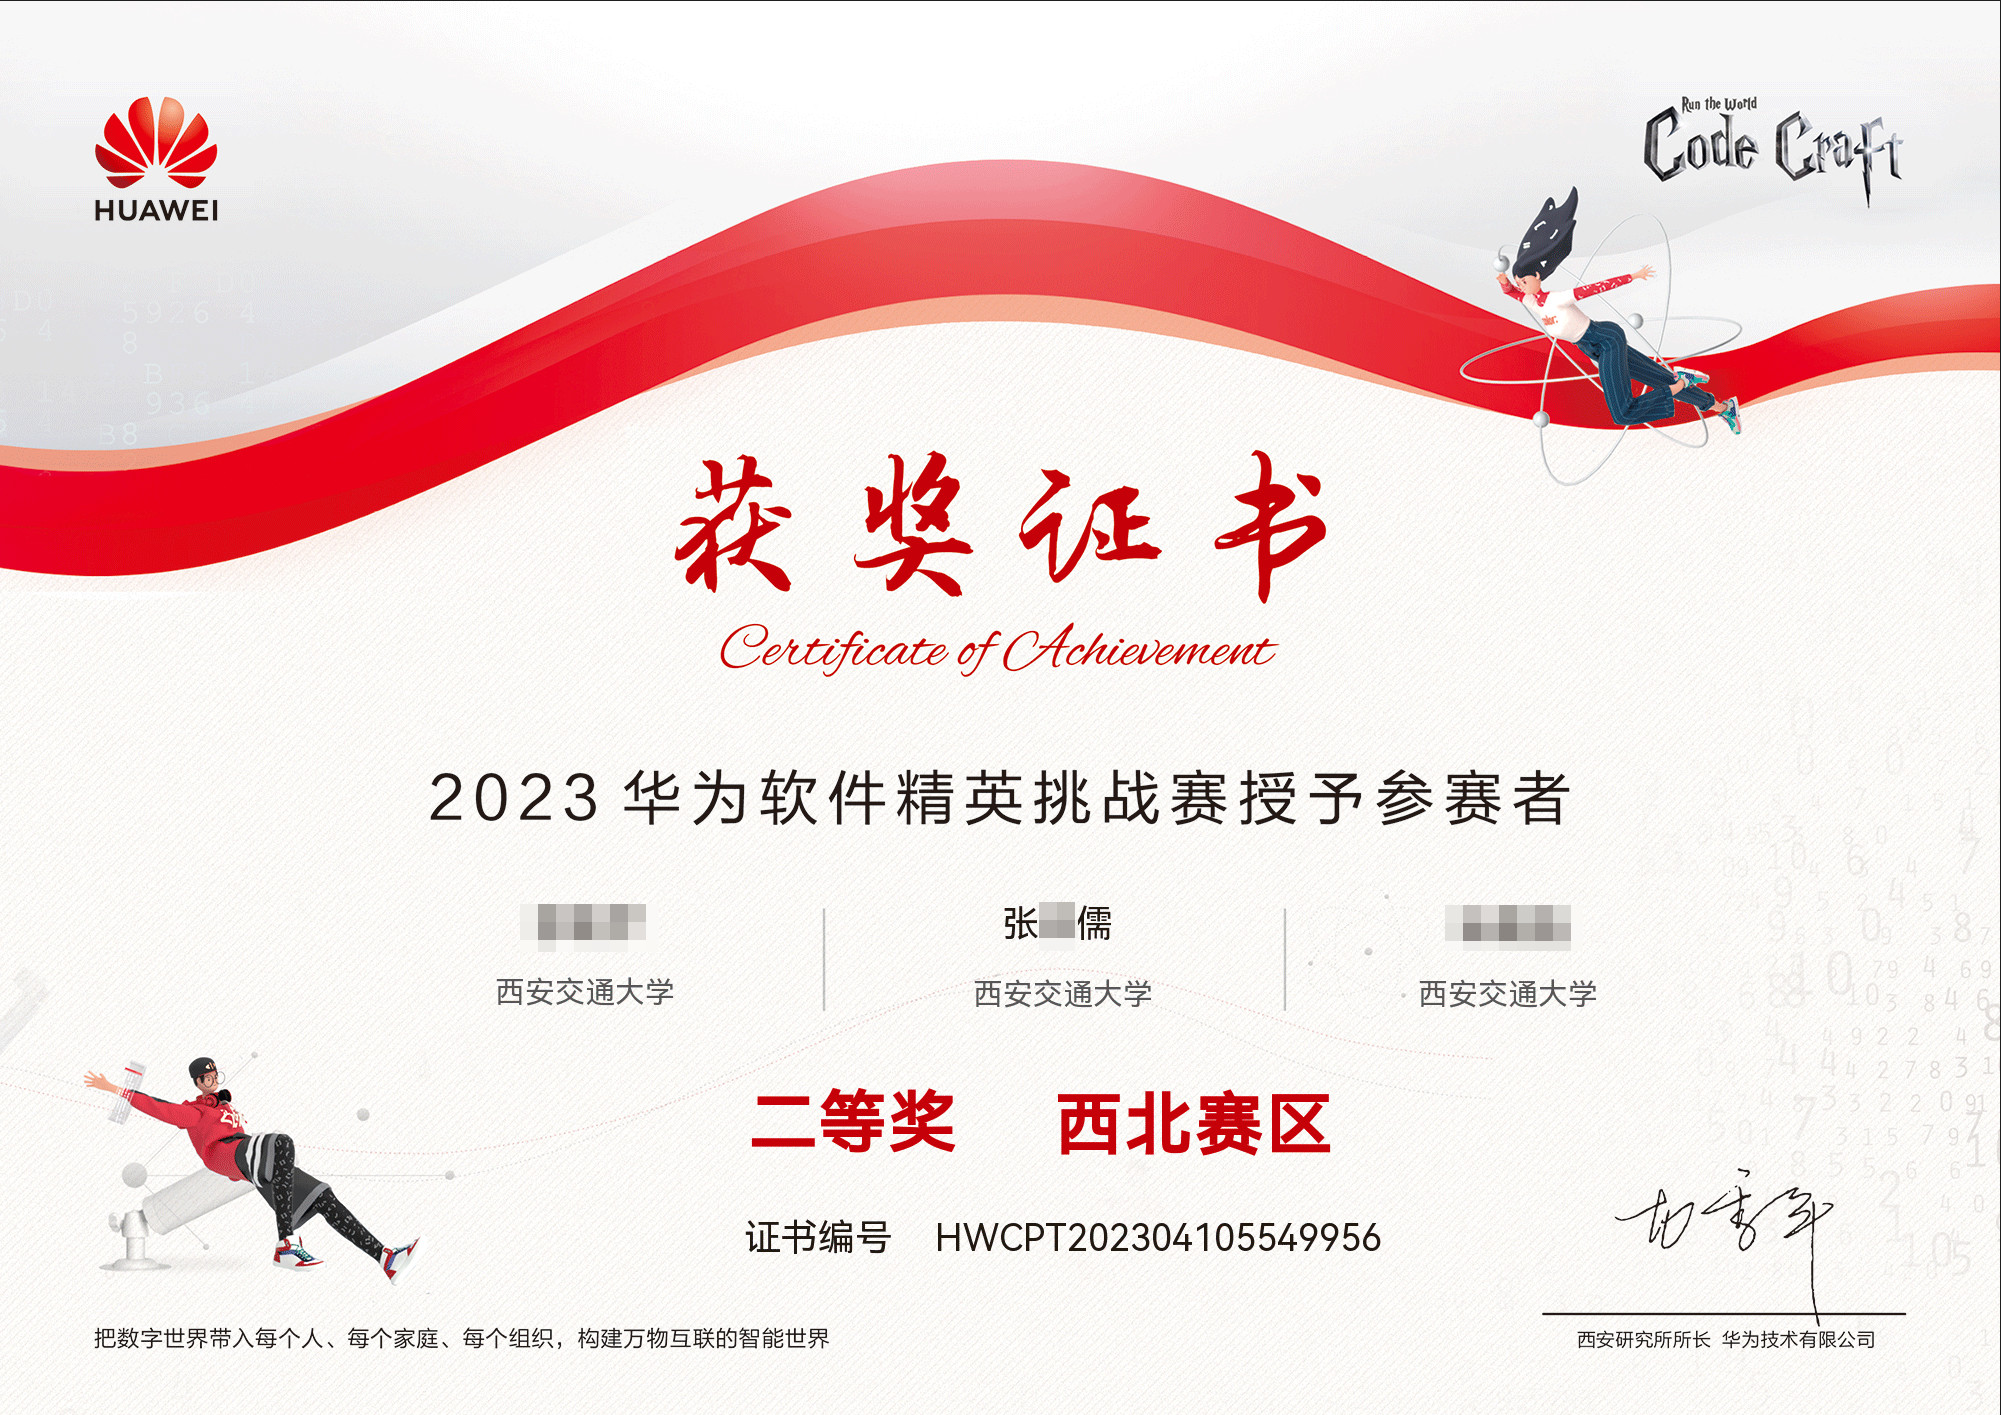 HUAWEI
Run the World
Code Craft
获奖证书
Certificate of Achievement
2023 华为软件精英挑战赛授予参赛者
张 儒
西安交通大学
西安交通大学
西安交通大学
二等奖 西北赛区
证书编号 HWCPT202304105549956
把数字世界带入每个人、每个家庭、每个组织，构建万物互联的智能世界
西安研究所所长 华为技术有限公司